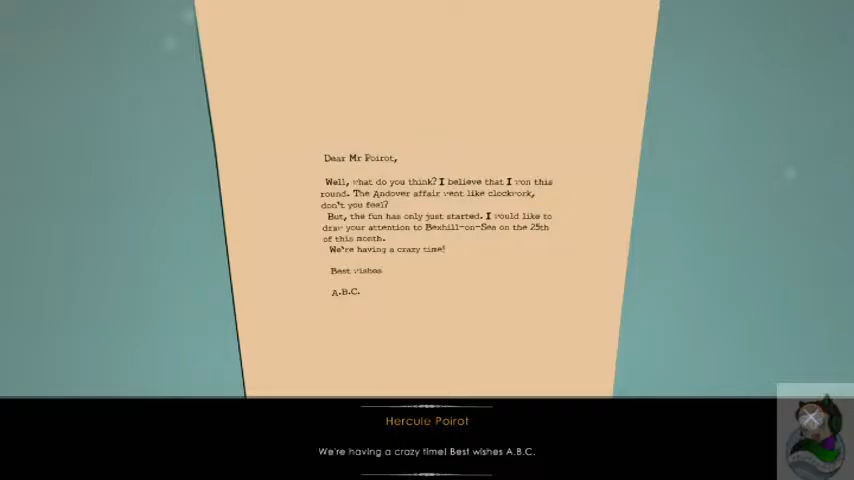 Dear Mr Poirot,
Well, what do you think? I believe that I won this
round. The Andover affair went like clockwork,
don't you feel?
But, the fun has only just started. I would like to
draw your attention to Bexhill-on-Sea on the 25th
of this month.
We're having a crazy time!
Best wishes
A.B.C.
Hercule Poirot
We're having a crazy time! Best wishes A.B.C.